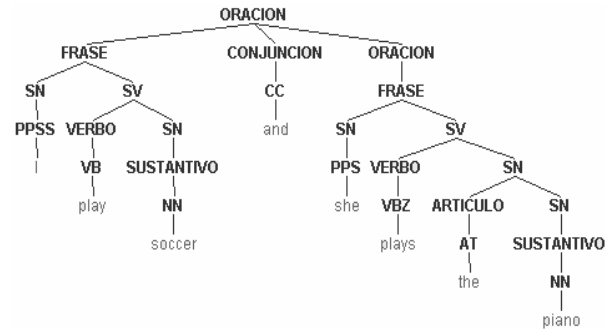 ORACION
FRASE CONJUNCION ORACION
SN SV CC FRASE
PPSS VERBO SN and SN SV
I VB SUSTANTIVO PPS VERBO SN
play NN she VBZ ARTICULO SN
soccer plays AT SUSTANTIVO
the NN
piano